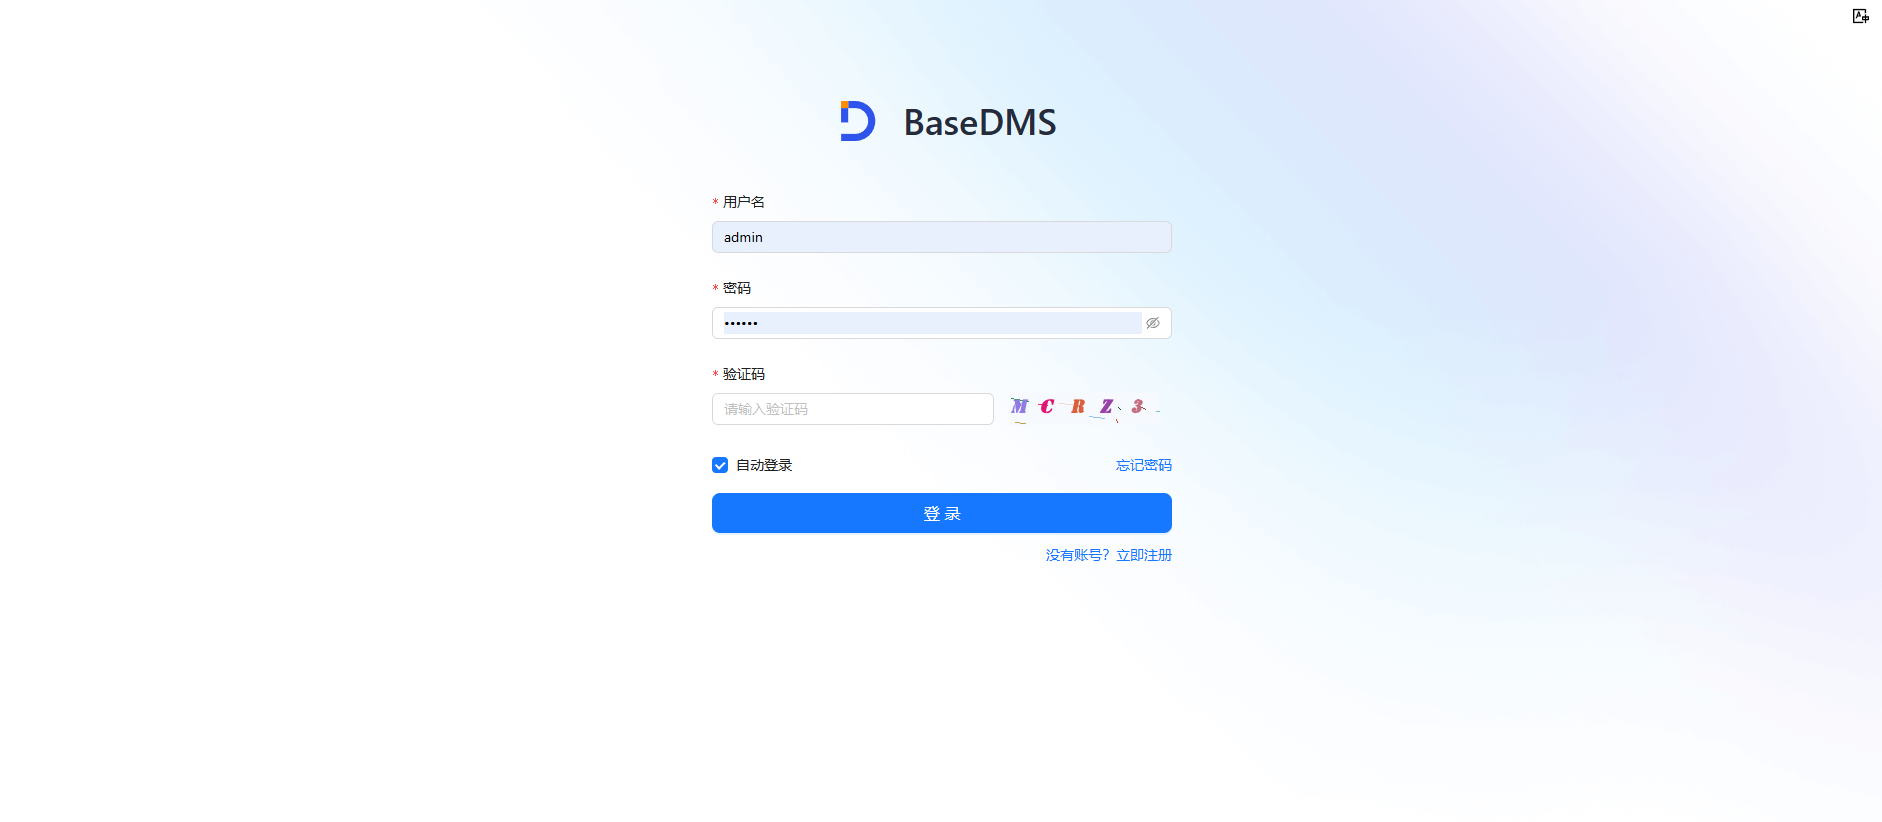 BaseDMS
* 用户名
admin
* 密码
••••••
* 验证码
请输入验证码 M C R Z 3
自动登录 忘记密码
登 录
没有账号？立即注册